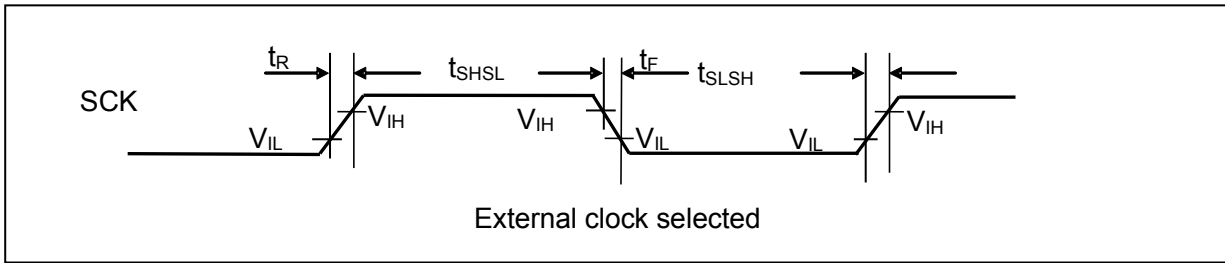 tR tSHSL tF tSLSH
SCK
VIH VIH VIH
VIL VIL VIL
External clock selected